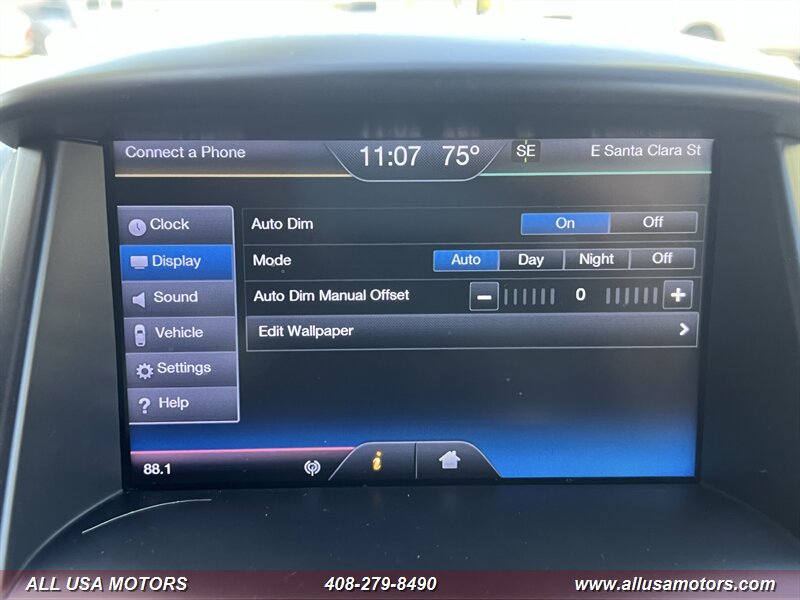 Connect a Phone 11:07 75° SE E Santa Clara St
Clock
Display
Sound
Vehicle
Settings
? Help
Auto Dim On Off
Mode Auto Day Night Off
Auto Dim Manual Offset − 0 +
Edit Wallpaper >
88.1 i
ALL USA MOTORS 408-279-8490 www.allusamotors.com